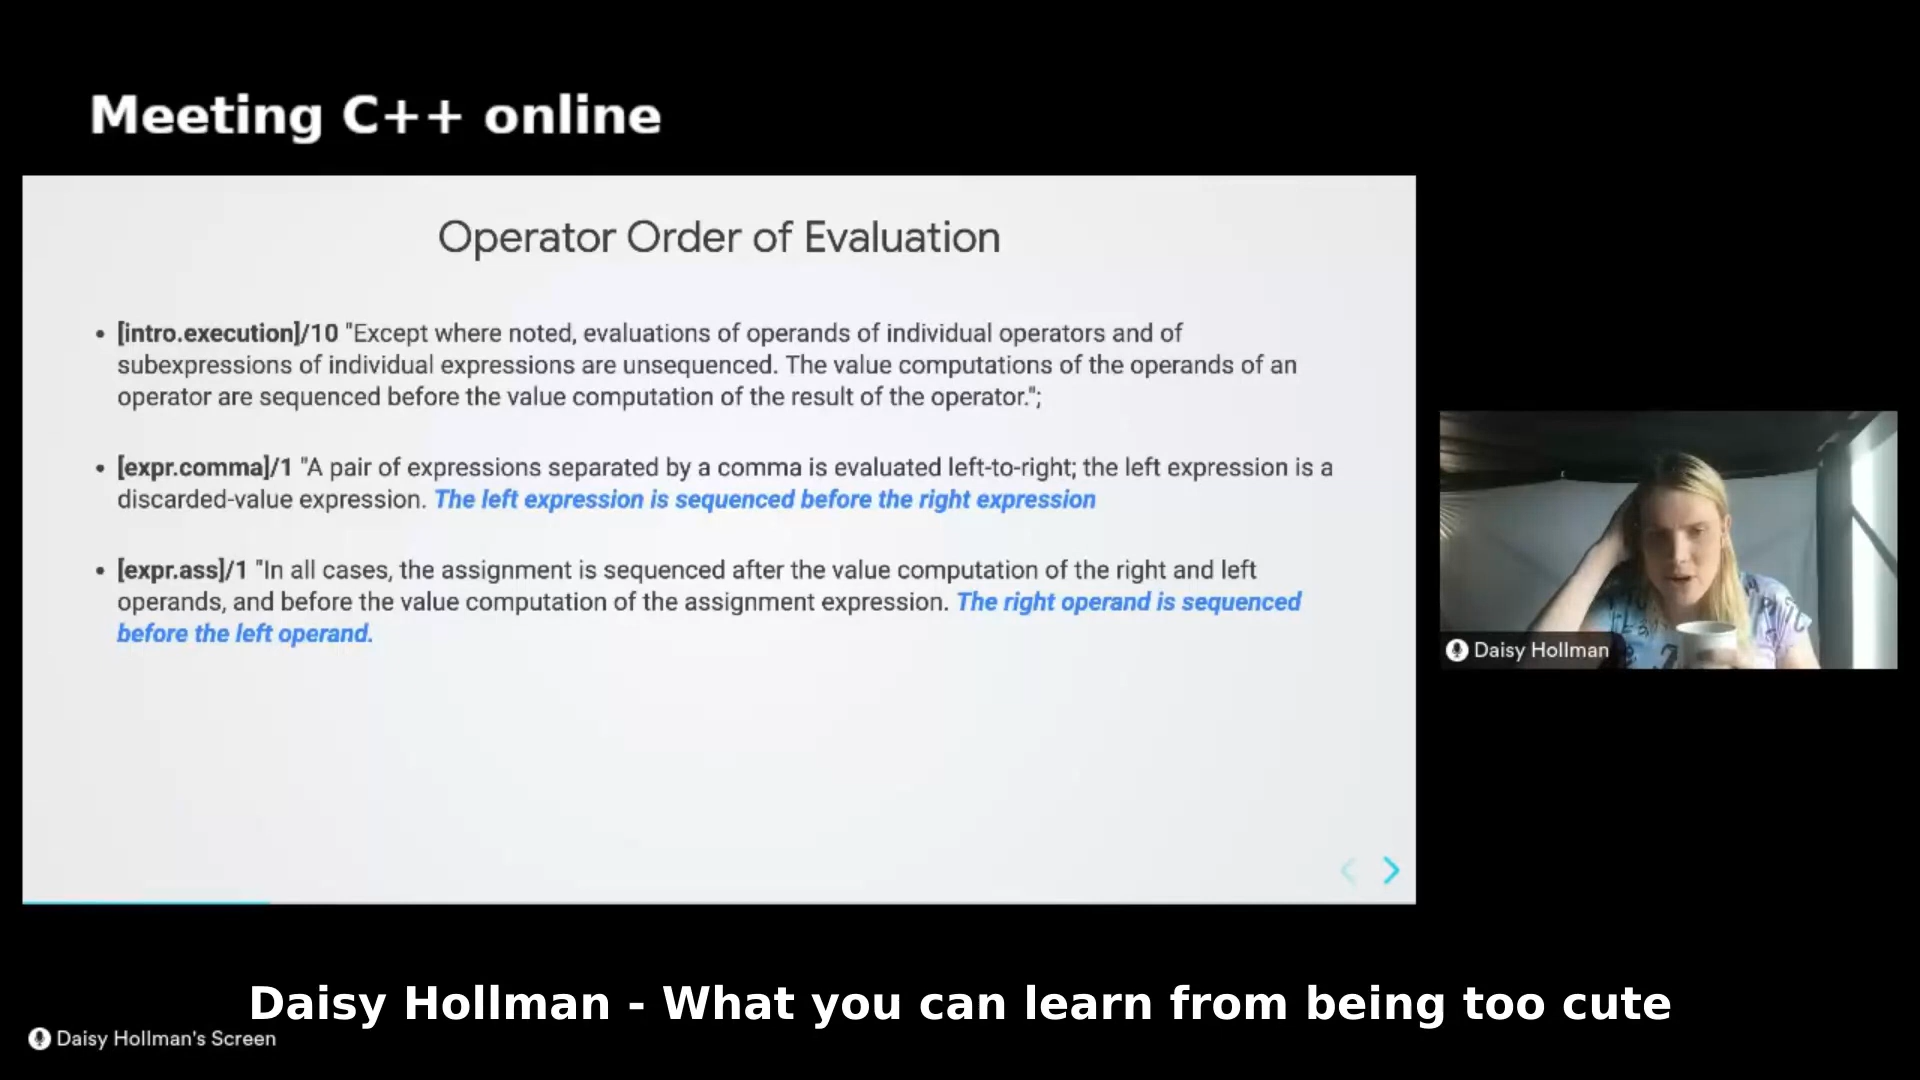 Meeting C++ online
Operator Order of Evaluation
• [intro.execution]/10 "Except where noted, evaluations of operands of individual operators and of
subexpressions of individual expressions are unsequenced. The value computations of the operands of an
operator are sequenced before the value computation of the result of the operator.";
• [expr.comma]/1 "A pair of expressions separated by a comma is evaluated left-to-right; the left expression is a
discarded-value expression. The left expression is sequenced before the right expression
• [expr.ass]/1 "In all cases, the assignment is sequenced after the value computation of the right and left
operands, and before the value computation of the assignment expression. The right operand is sequenced
before the left operand.
Daisy Hollman
Daisy Hollman - What you can learn from being too cute
Daisy Hollman's Screen